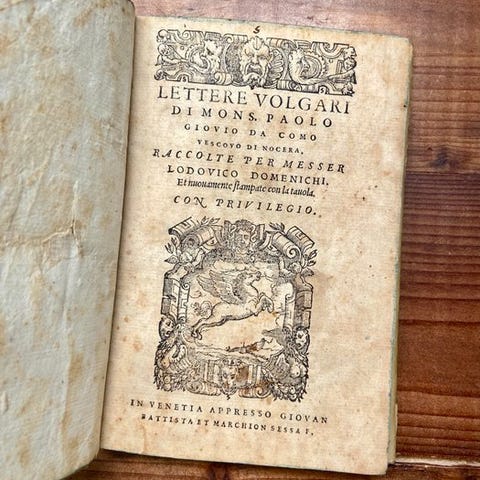 LETTERE VOLGARI
DI MONS. PAOLO
GIOVIO DA COMO
VESCOVO DI NOCERA,
RACCOLTE PER MESSER
LODOVICO DOMENICHI.
Et nuouamente stampate con la tauola.
CON PRIVILEGIO.
IN VENETIA APPRESSO GIOVAN
BATTISTA ET MARCHION SESSA F.